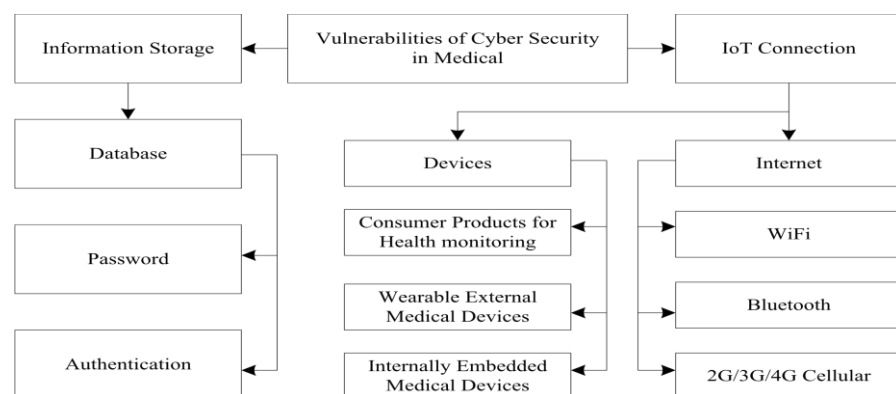 Information Storage
Vulnerabilities of Cyber Security
in Medical
IoT Connection
Database
Devices
Internet
Consumer Products for
Health monitoring
WiFi
Password
Wearable External
Medical Devices
Bluetooth
Authentication
Internally Embedded
Medical Devices
2G/3G/4G Cellular